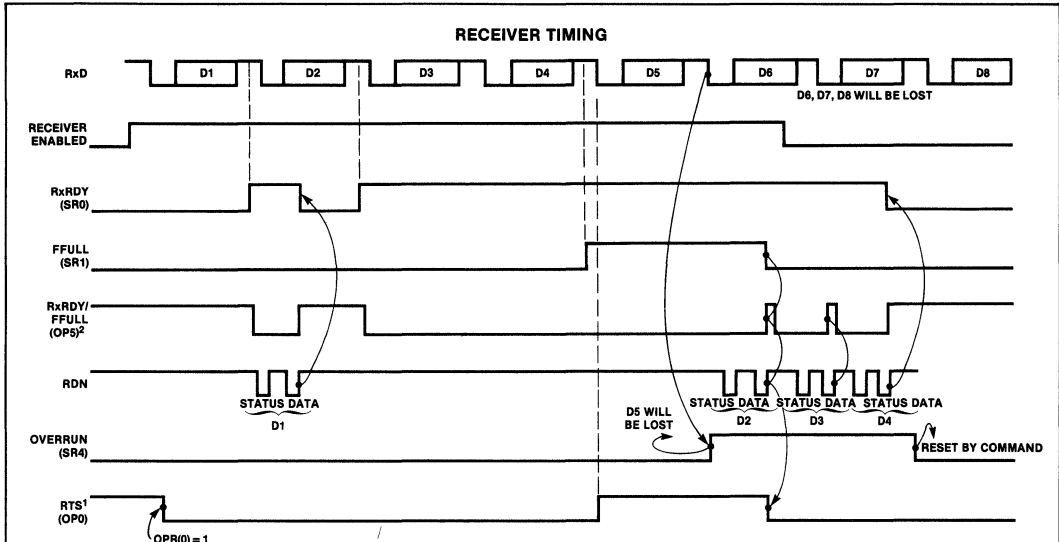 RECEIVER TIMING
RxD
D1
D2
D3
D4
D5
D6
D7
D8
D6, D7, D8 WILL BE LOST
RECEIVER
ENABLED
RxRDY
(SR0)
FFULL
(SR1)
RxRDY/
FFULL
(OP5)²
RDN
STATUS DATA
D1
STATUS DATA
D2
STATUS DATA
D3
STATUS DATA
D4
D5 WILL
BE LOST
OVERRUN
(SR4)
RESET BY COMMAND
RTS¹
(OP0)
OPR(0) = 1